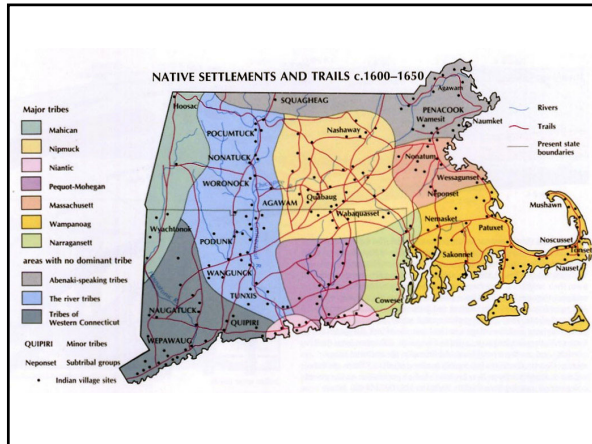 NATIVE SETTLEMENTS AND TRAILS c.1600–1650
Major tribes
Mahican
Nipmuck
Niantic
Pequot-Mohegan
Massachusett
Wampanoag
Narragansett
areas with no dominant tribe
Abenaki-speaking tribes
The river tribes
Tribes of
Western Connecticut
QUIPIRI Minor tribes
Neponset Subtribal groups
• Indian village sites
Rivers
Trails
Present state
boundaries
Hoosac
SQUAGHEAG
Agawam
PENACOOK
Wamesit
Naumket
POCUMTUCK
Nashaway
NONATUCK
Nonatum
WORONOCK
Wessagunset
AGAWAM
Quabaug
Neponset
Mushawn
Wabaquasset
Nemasket
Wyachtonok
Patuxet
PODUNK
Noscusset
Sakonnet
Nauset
WANGUNCK
TUNXIS
Coweset
NAUGATUCK
QUIPIRI
WEPAWAUG